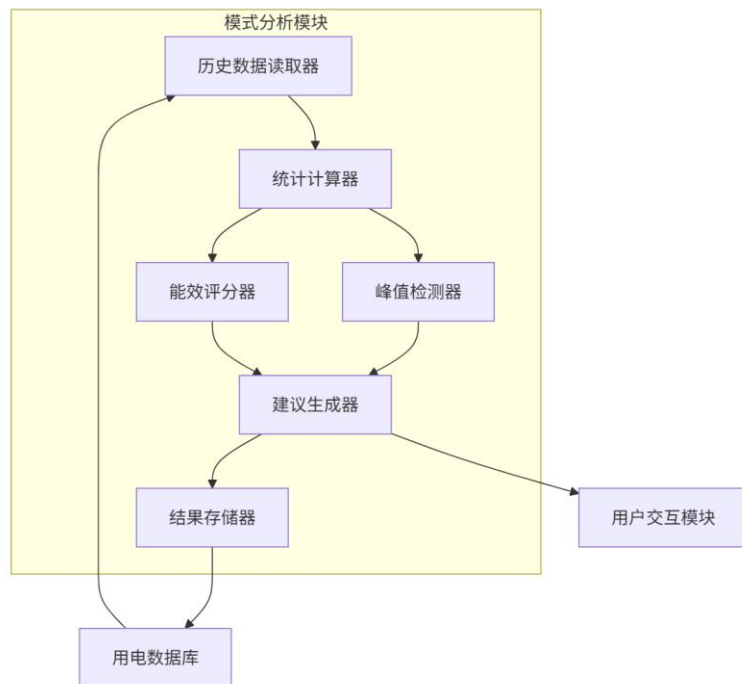 模式分析模块
历史数据读取器
统计计算器
能效评分器
峰值检测器
建议生成器
结果存储器
用户交互模块
用电数据库